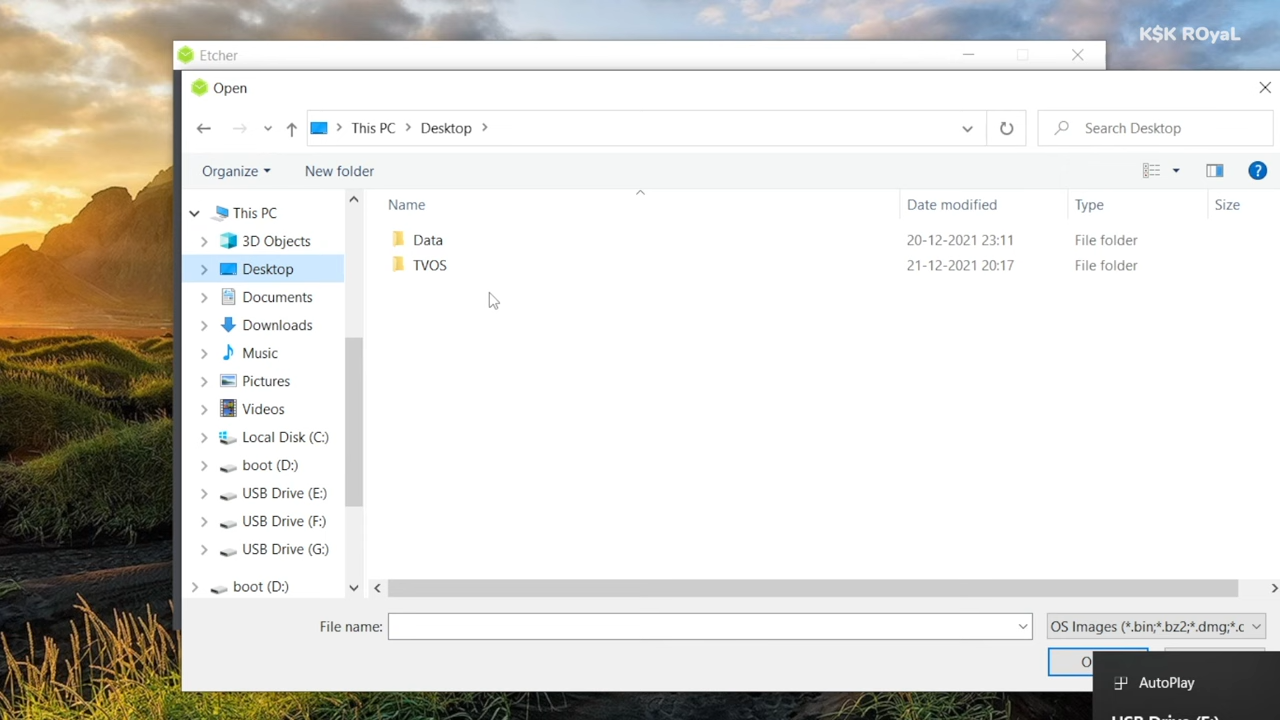 K$K ROyaL
Etcher
Open
This PC
Desktop
Search Desktop
Organize
New folder
?
Name
Date modified
Type
Size
This PC
3D Objects
Desktop
Documents
Downloads
Music
Pictures
Videos
Local Disk (C:)
boot (D:)
USB Drive (E:)
USB Drive (F:)
USB Drive (G:)
boot (D:)
Data
20-12-2021 23:11
File folder
TVOS
21-12-2021 20:17
File folder
File name:
OS Images (*.bin;*.bz2;*.dmg;*.c
O
AutoPlay
USB Drive (F:)